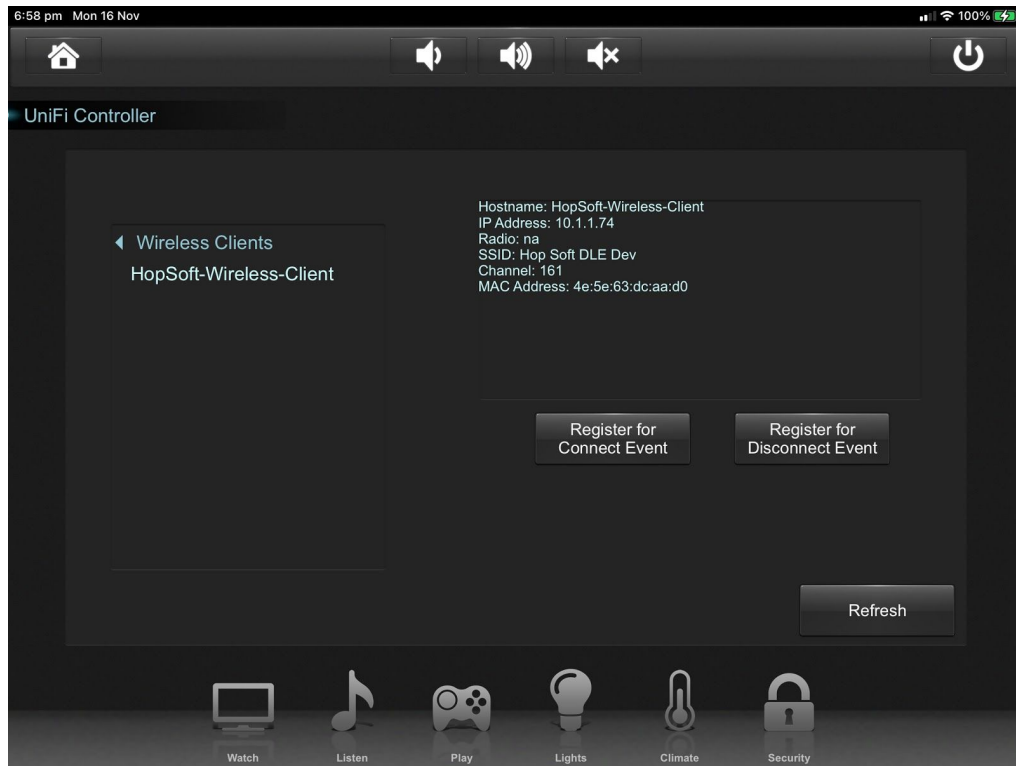 6:58 pm Mon 16 Nov
100%
UniFi Controller
Wireless Clients
HopSoft-Wireless-Client
Hostname: HopSoft-Wireless-Client
IP Address: 10.1.1.74
Radio: na
SSID: Hop Soft DLE Dev
Channel: 161
MAC Address: 4e:5e:63:dc:aa:d0
Register for
Connect Event
Register for
Disconnect Event
Refresh
Watch
Listen
Play
Lights
Climate
Security